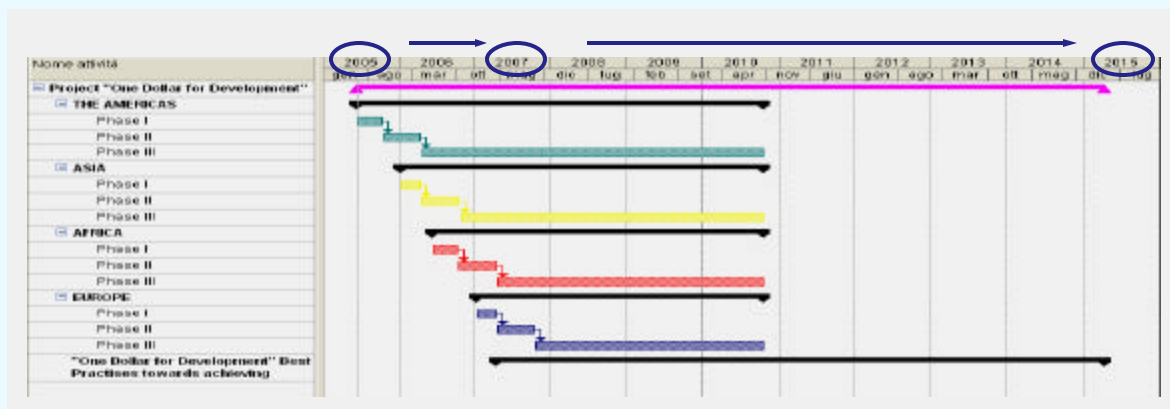 2005 2006 2007 2008 2009 2010 2011 2012 2013 2014 2015
Nome attività
gen ago mar ott mag dic lug feb set apr nov giu gen ago mar ott mag dic lug
Project "One Dollar for Development"
THE AMERICAS
Phase I
Phase II
Phase III
ASIA
Phase I
Phase II
Phase III
AFRICA
Phase I
Phase II
Phase III
EUROPE
Phase I
Phase II
Phase III
"One Dollar for Development" Best
Practises towards achieving